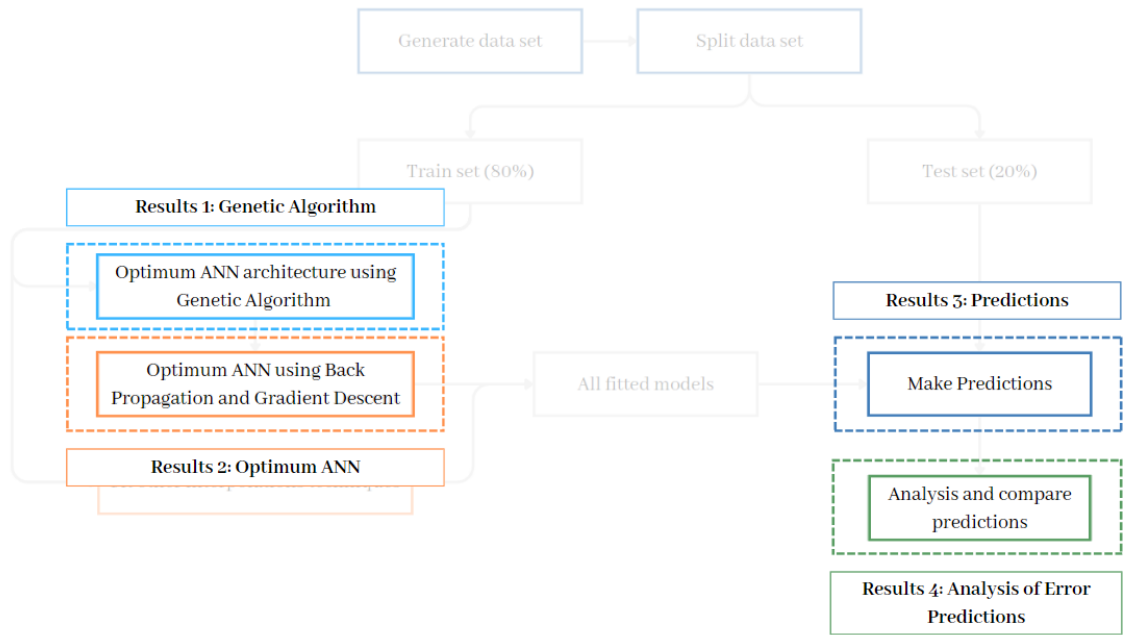 Generate data set
Split data set
Train set (80%)
Test set (20%)
Results 1: Genetic Algorithm
Optimum ANN architecture using
Genetic Algorithm
Results 3: Predictions
Optimum ANN using Back
Propagation and Gradient Descent
All fitted models
Make Predictions
Results 2: Optimum ANN
Analysis and compare
predictions
Results 4: Analysis of Error
Predictions